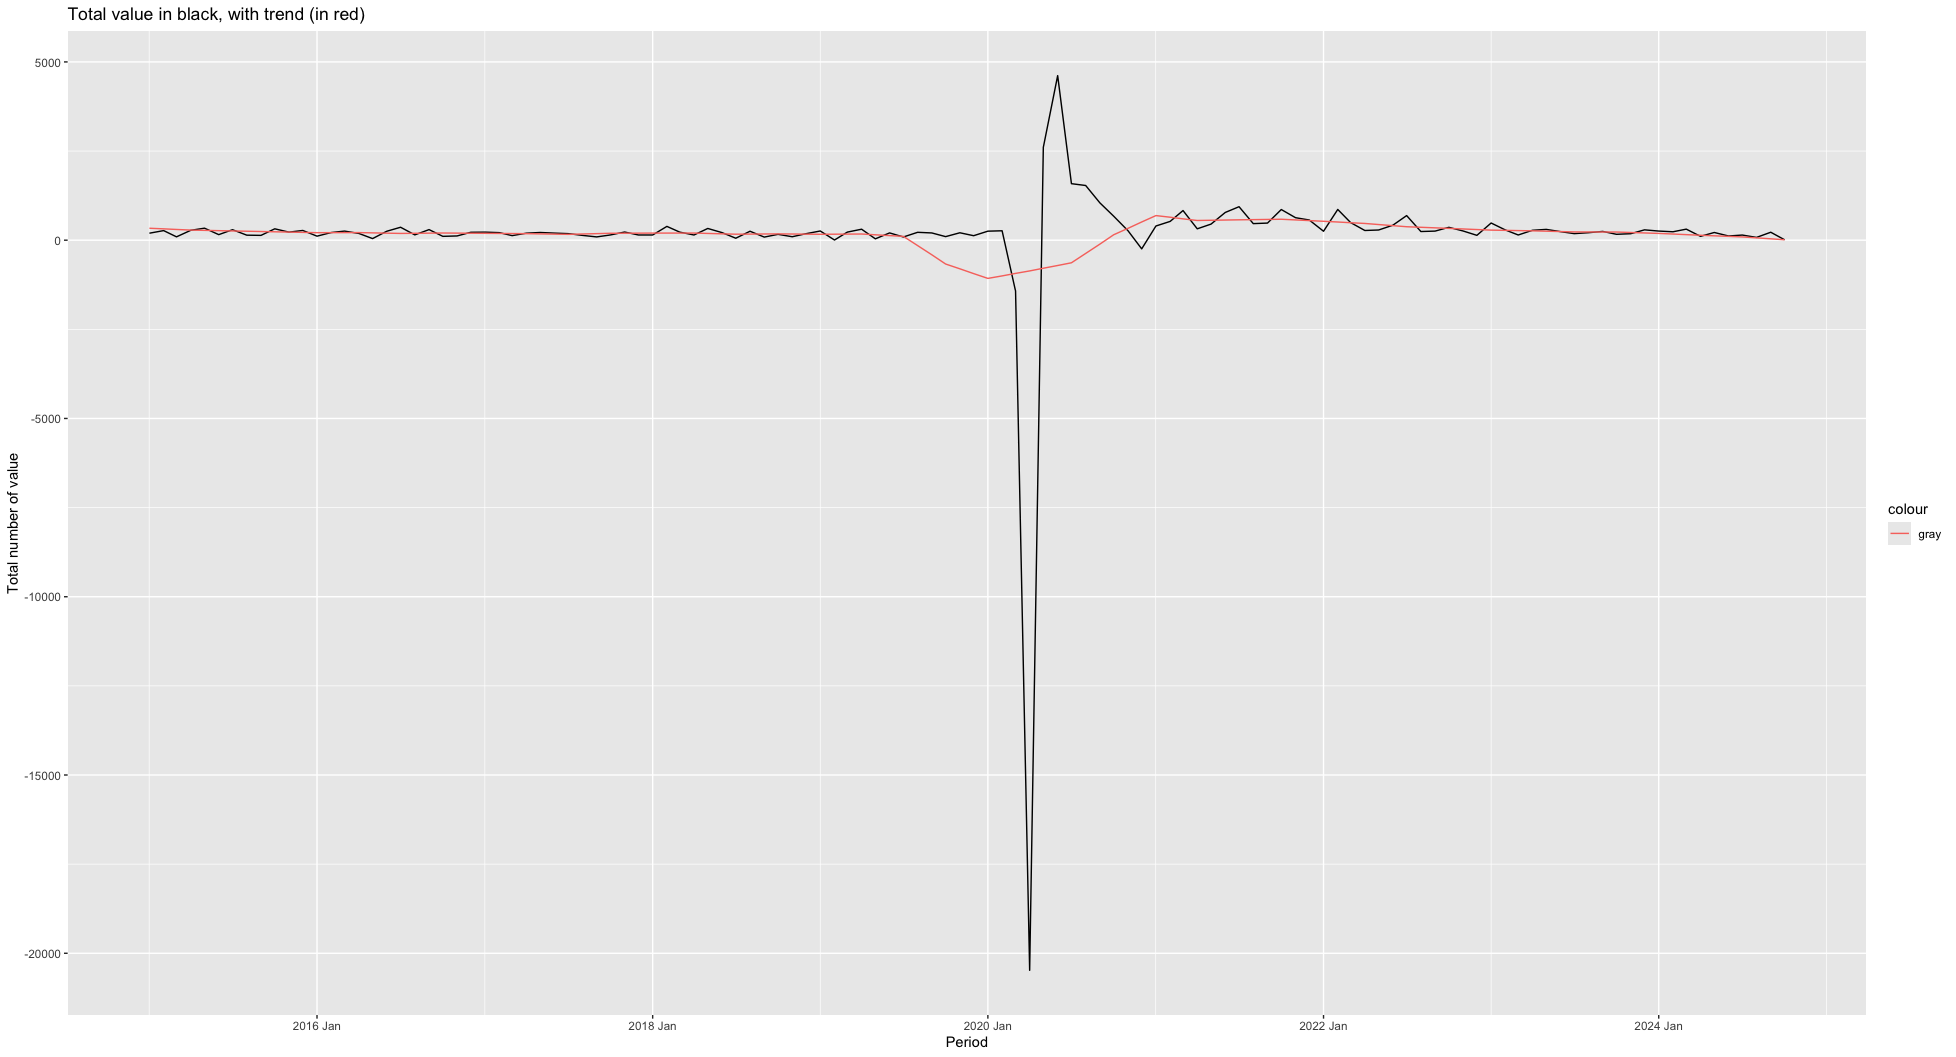 Total value in black, with trend (in red)
5000
0
-5000
-10000
-15000
-20000
Total number of value
2016 Jan
2018 Jan
2020 Jan
2022 Jan
2024 Jan
Period
colour
gray